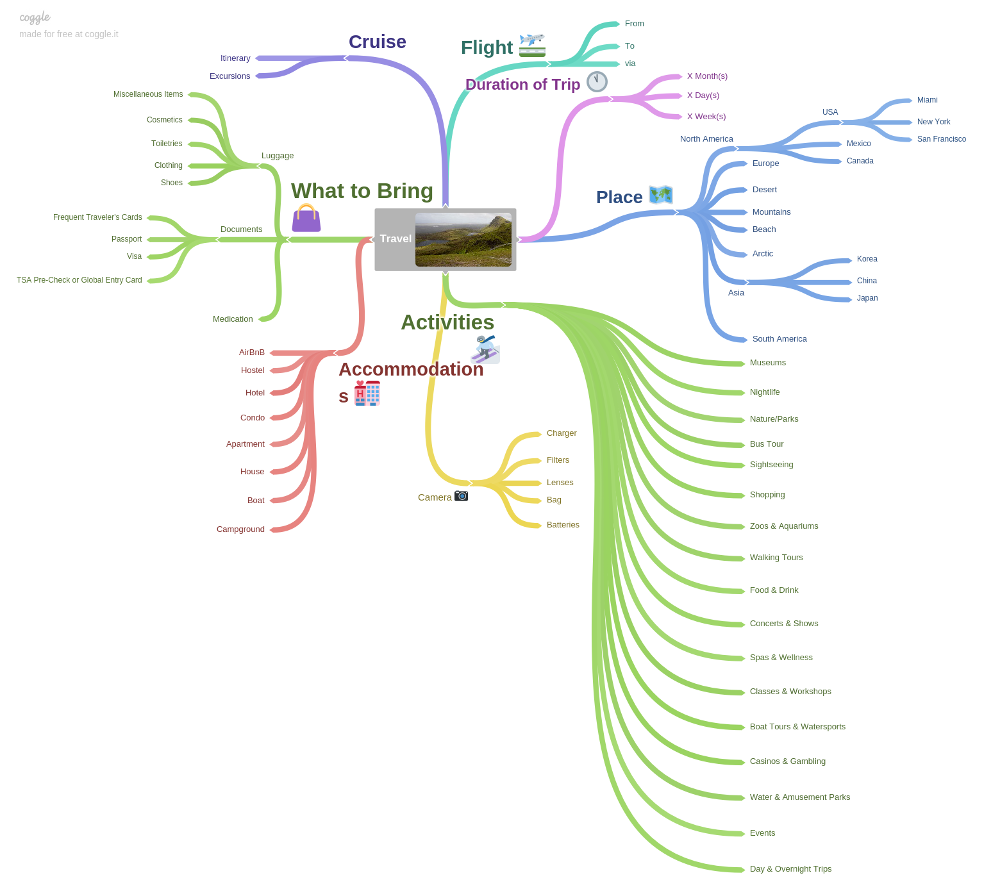 coggle
made for free at coggle.it
Cruise
Itinerary
Excursions
Flight
From
To
via
Duration of Trip
X Month(s)
X Day(s)
X Week(s)
Place
North America
USA
Miami
New York
San Francisco
Mexico
Canada
Europe
Desert
Mountains
Beach
Arctic
Asia
Korea
China
Japan
South America
What to Bring
Luggage
Miscellaneous Items
Cosmetics
Toiletries
Clothing
Shoes
Documents
Frequent Traveler's Cards
Passport
Visa
TSA Pre-Check or Global Entry Card
Medication
Travel
Activities
Museums
Nightlife
Nature/Parks
Bus Tour
Sightseeing
Shopping
Zoos & Aquariums
Walking Tours
Food & Drink
Concerts & Shows
Spas & Wellness
Classes & Workshops
Boat Tours & Watersports
Casinos & Gambling
Water & Amusement Parks
Events
Day & Overnight Trips
Accommodation
s
H
AirBnB
Hostel
Hotel
Condo
Apartment
House
Boat
Campground
Camera
Charger
Filters
Lenses
Bag
Batteries